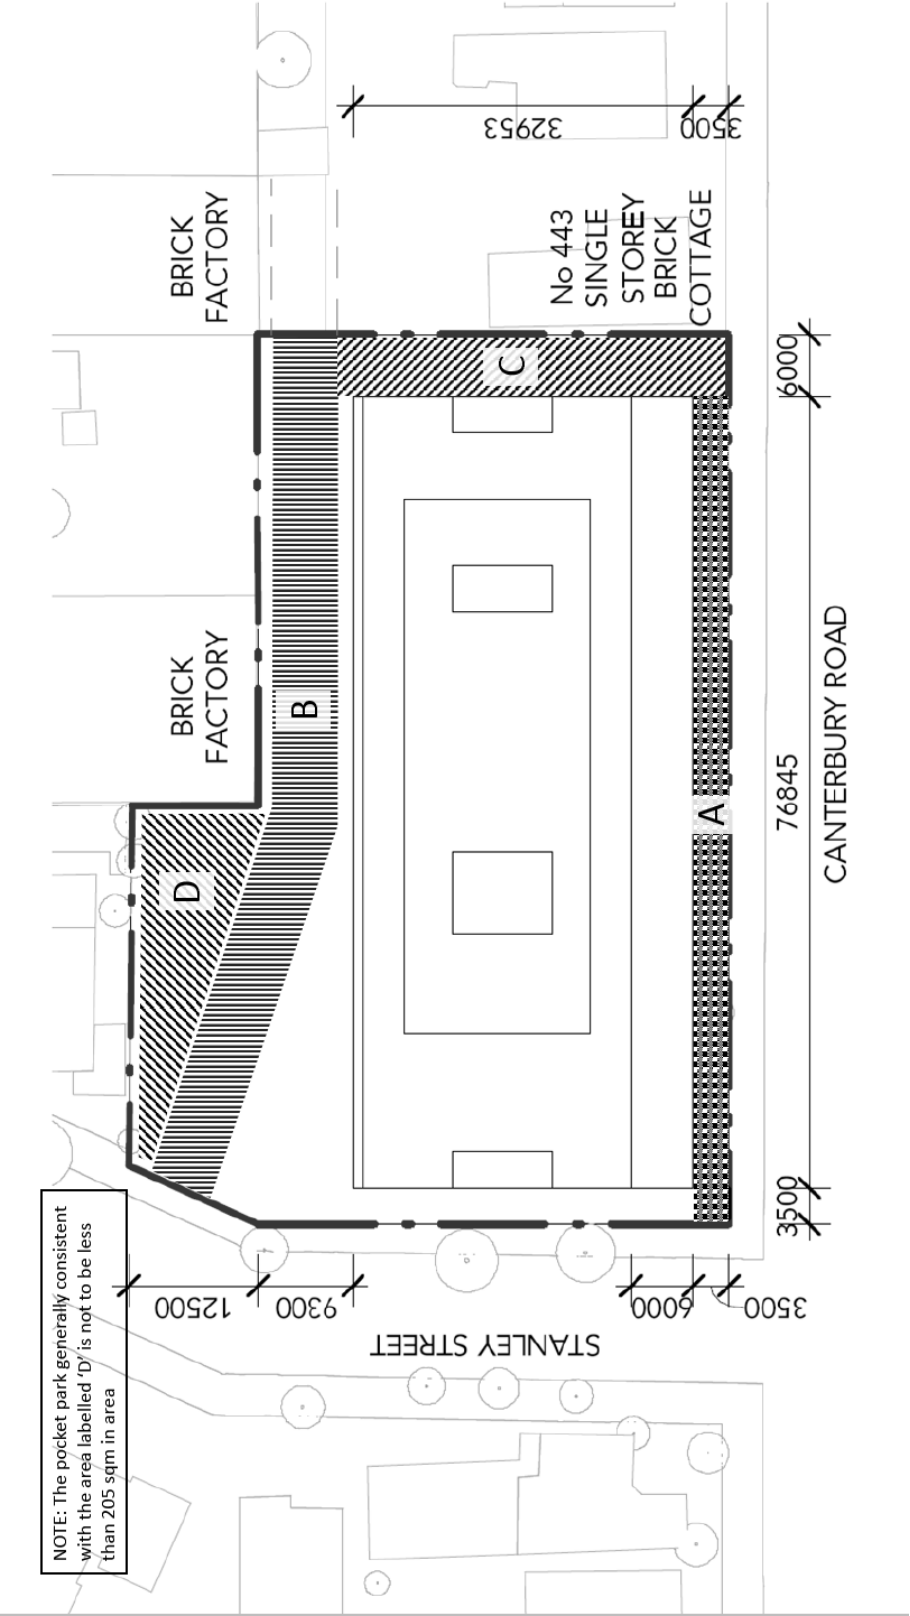 NOTE: The pocket park generally consistent
with the area labelled 'D' is not to be less
than 205 sqm in area
BRICK
FACTORY
BRICK
FACTORY
No 443
SINGLE
STOREY
BRICK
COTTAGE
D
B
C
A
32953
3500
6000
76845
3500
CANTERBURY ROAD
12500
9300
6000
3500
STANLEY STREET